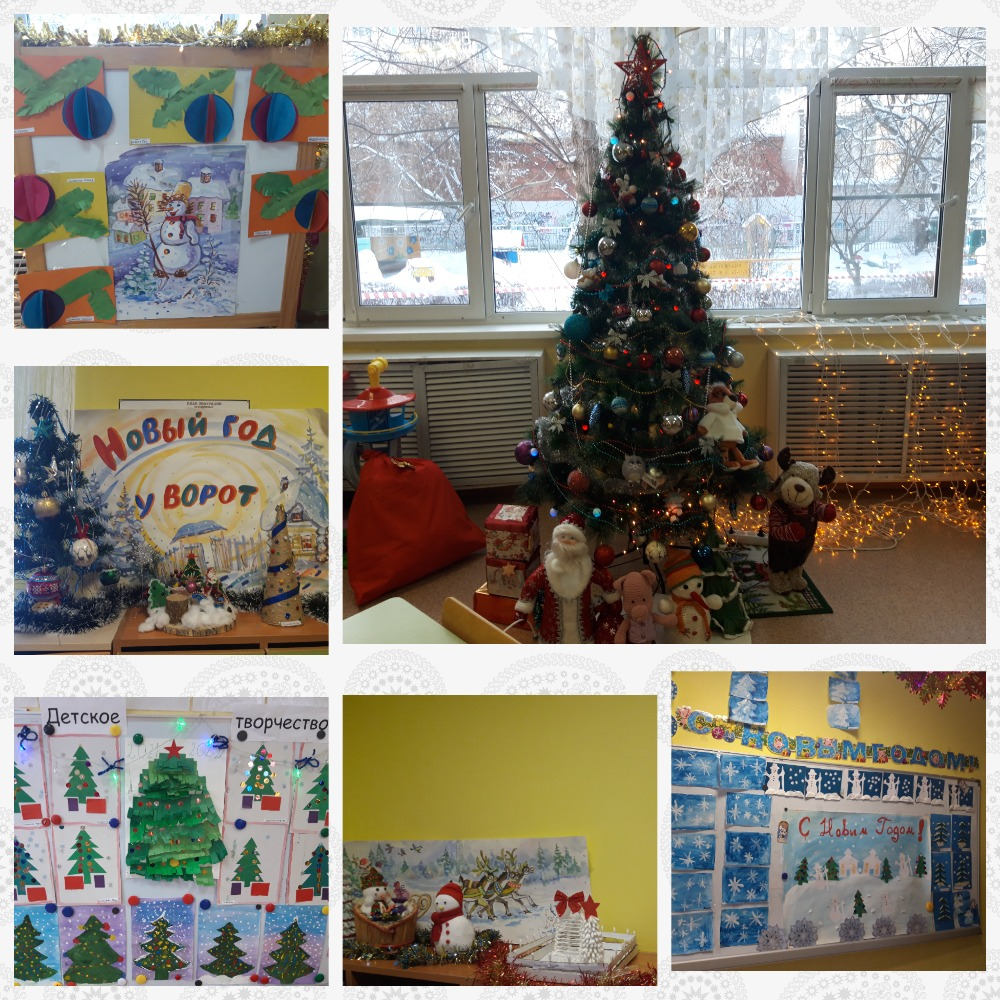 Новый год
у ворот
Детское творчество
С НОВЫМ ГОДОМ
С Новым Годом!